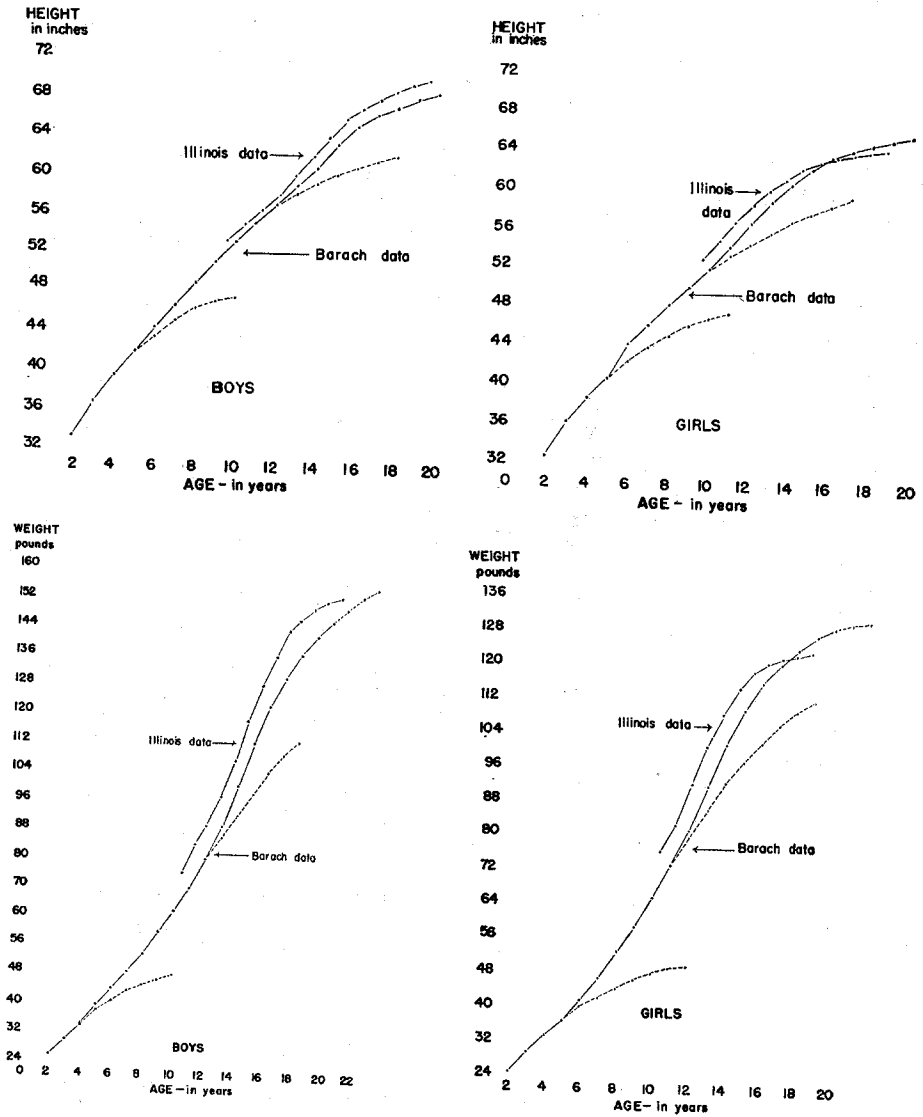 HEIGHT
in inches
72
68
64
60
56
52
48
44
40
36
32
Illinois data
Barach data
BOYS
2 4 6 8 10 12 14 16 18 20
AGE – in years
HEIGHT
in inches
72
68
64
60
56
52
48
44
40
36
32
0
Illinois
data
Barach data
GIRLS
2 4 6 8 10 12 14 16 18 20
AGE – in years
WEIGHT
pounds
160
152
144
136
128
120
112
104
96
88
80
70
60
56
48
40
32
24
Illinois data
Barach data
BOYS
0 2 4 6 8 10 12 14 16 18 20 22
AGE – in years
WEIGHT
pounds
136
128
120
112
104
96
88
80
72
64
56
48
40
32
24
Illinois data
Barach data
GIRLS
2 4 6 8 10 12 14 16 18 20
AGE – in years